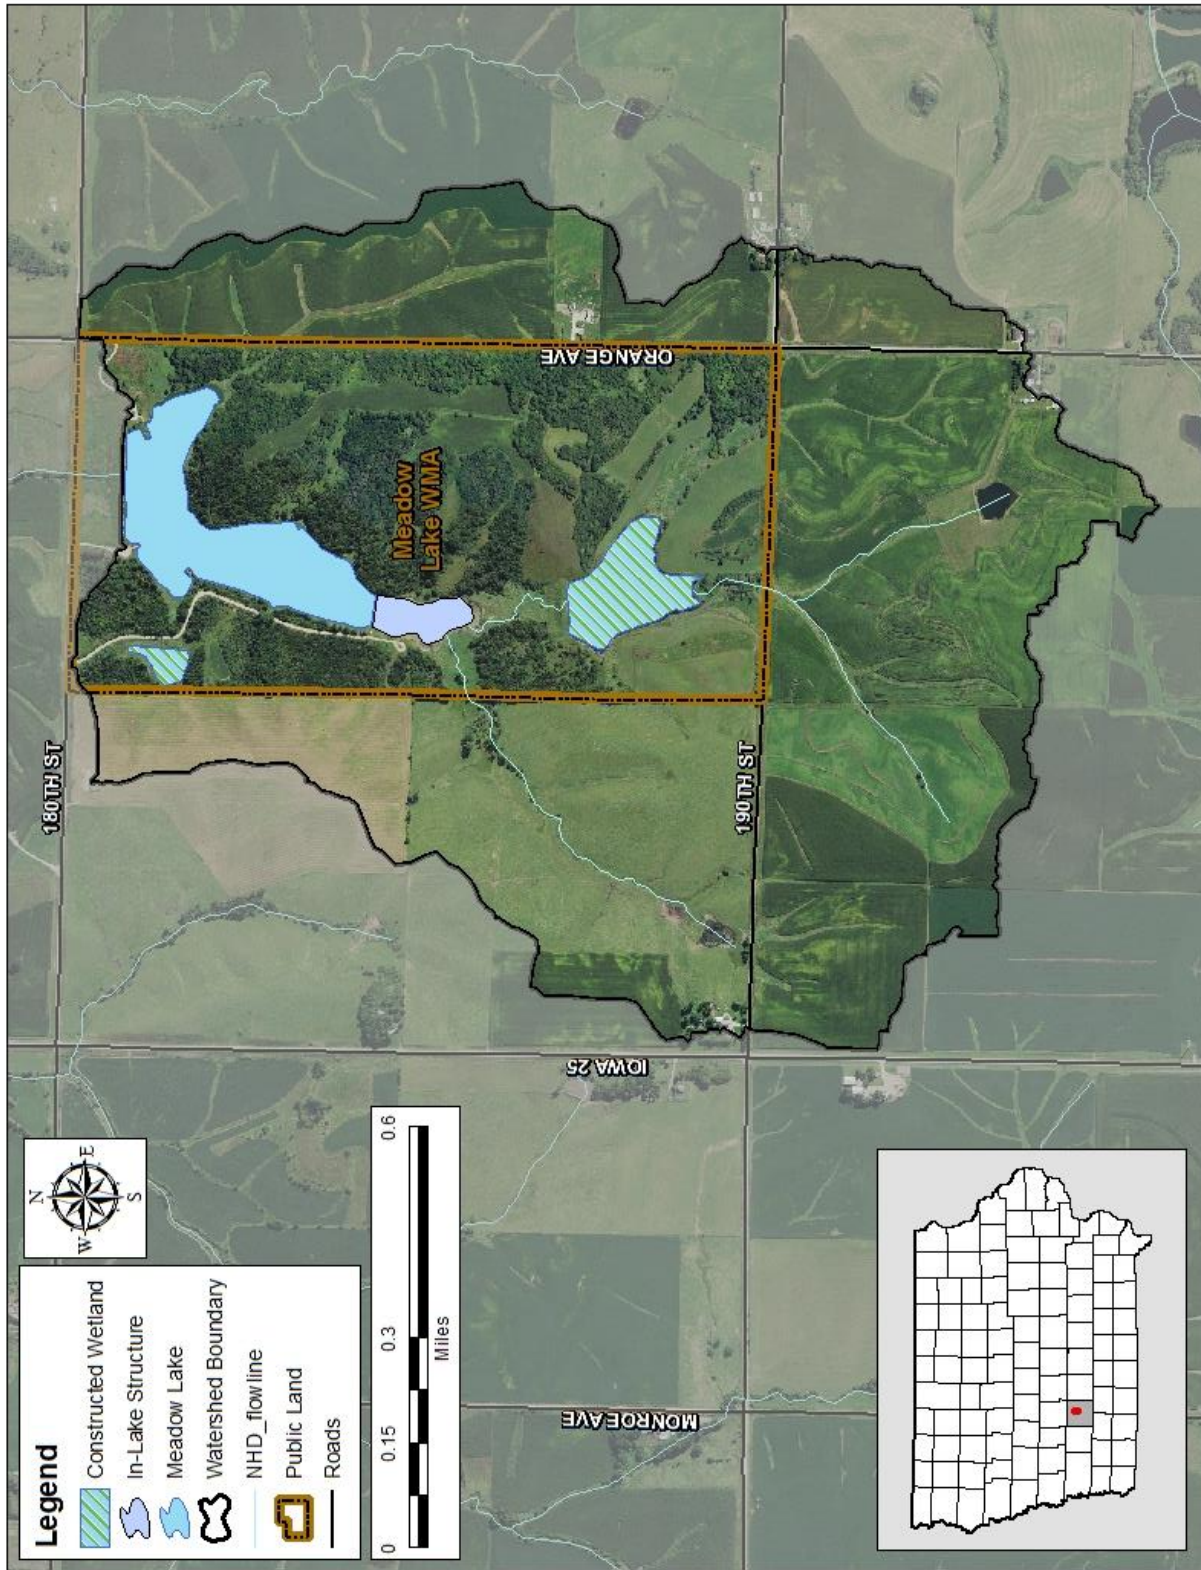 Legend
Constructed Wetland
In-Lake Structure
Meadow Lake
Watershed Boundary
NHD_flowline
Public Land
Roads
N
W
E
S
0
0.15
0.3
0.6
Miles
180TH ST
190TH ST
MONROE AVE
IOWA 25
ORANGE AVE
Meadow
Lake WMA